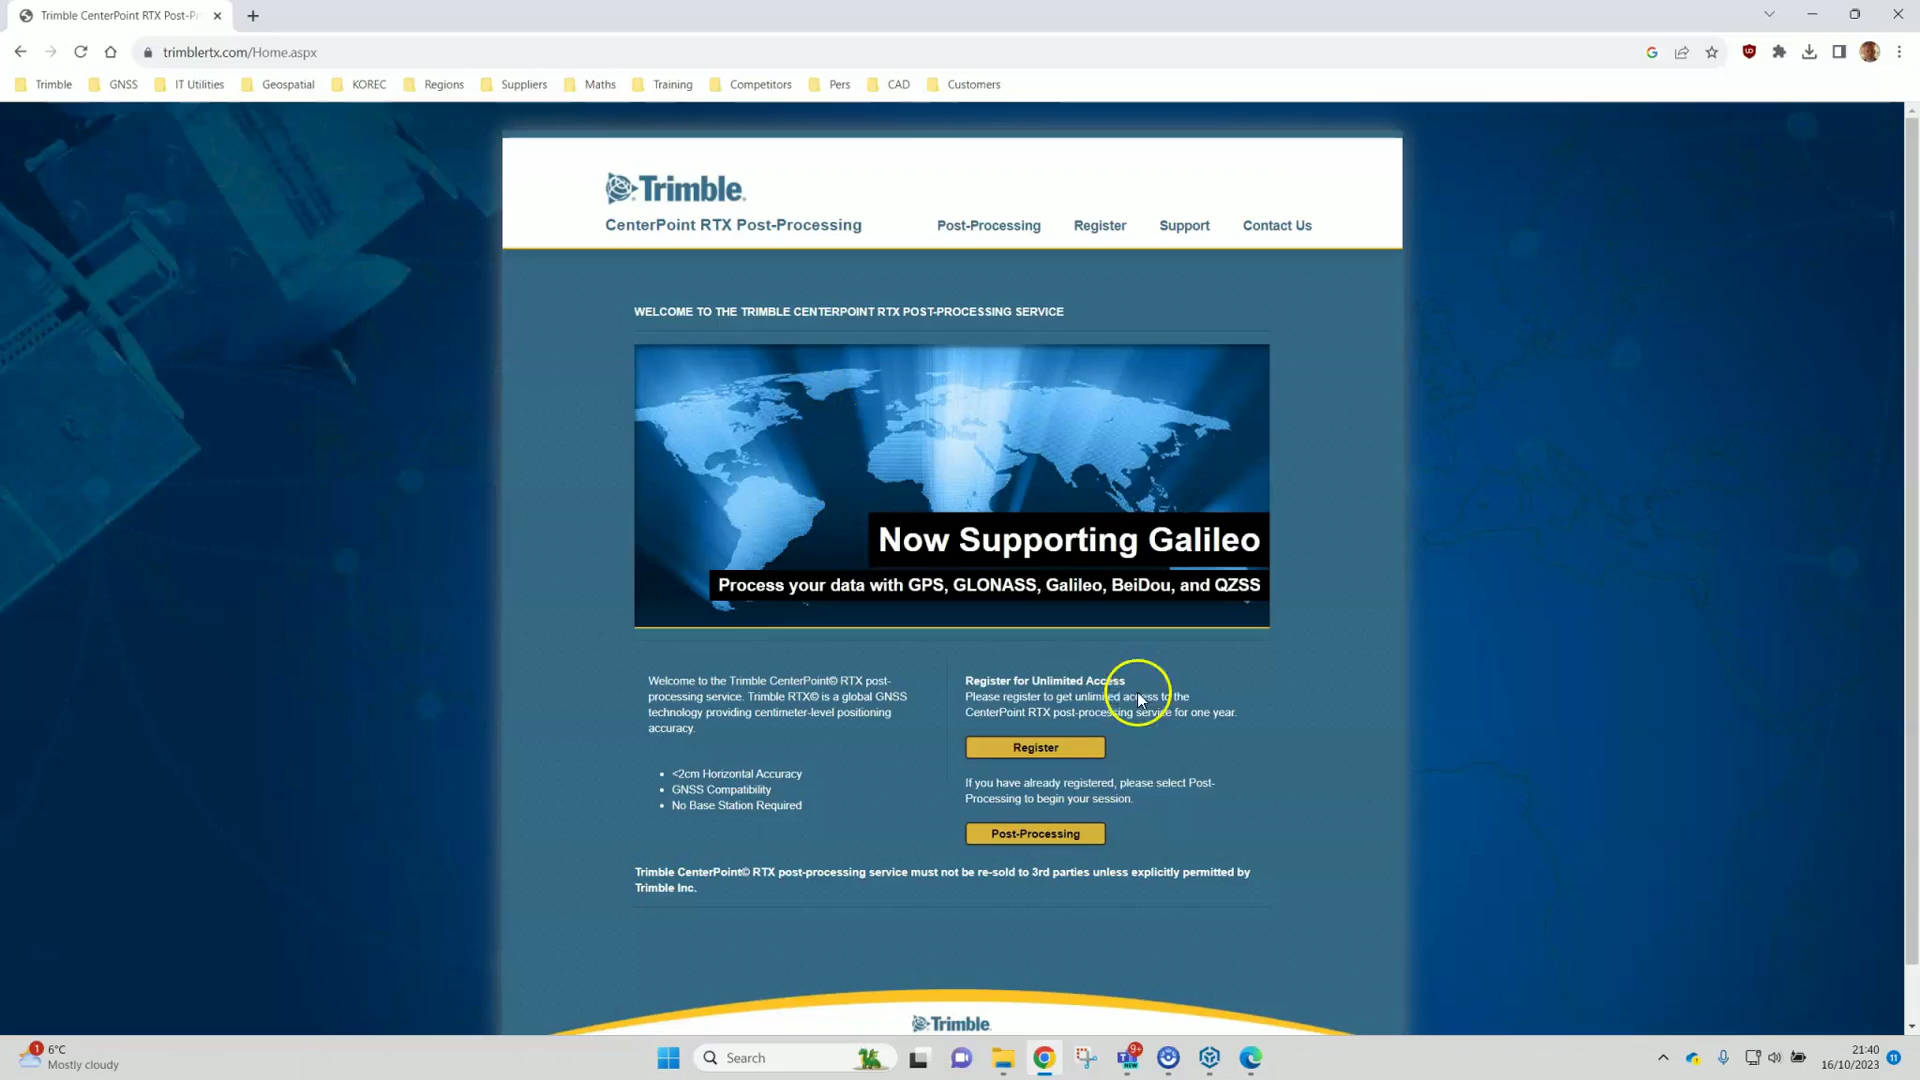 Trimble CenterPoint RTX Post-Pr
trimblertx.com/Home.aspx
Trimble GNSS IT Utilities Geospatial KOREC Regions Suppliers Maths Training Competitors Pers CAD Customers
Trimble
CenterPoint RTX Post-Processing Post-Processing Register Support Contact Us
WELCOME TO THE TRIMBLE CENTERPOINT RTX POST-PROCESSING SERVICE
Now Supporting Galileo
Process your data with GPS, GLONASS, Galileo, BeiDou, and QZSS
Welcome to the Trimble CenterPoint© RTX post-
processing service. Trimble RTX© is a global GNSS
technology providing centimeter-level positioning
accuracy.
• <2cm Horizontal Accuracy
• GNSS Compatibility
• No Base Station Required
Register for Unlimited Access
Please register to get unlimited access to the
CenterPoint RTX post-processing service for one year.
Register
If you have already registered, please select Post-
Processing to begin your session.
Post-Processing
Trimble CenterPoint© RTX post-processing service must not be re-sold to 3rd parties unless explicitly permitted by
Trimble Inc.
Trimble
1
6°C
Mostly cloudy
Search
9+
NEW
21:40
16/10/2023
11